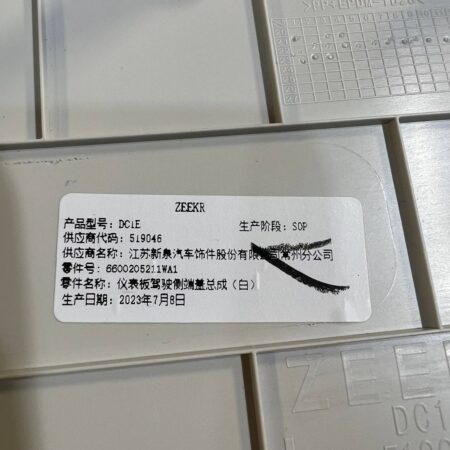 >PP+EPDM-TD20<
ZEEKR
产品型号: DC1E 生产阶段: SOP
供应商代码: 519046
供应商名称: 江苏新泉汽车饰件股份有限公司常州分公司
零件号: 6600205211WA1
零件名称: 仪表板驾驶侧端盖总成（白）
生产日期: 2023年7月8日
ZEE
DC1